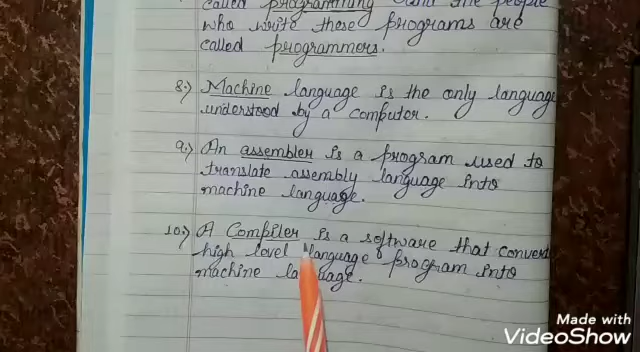 called programming and the people
who write these programs are
called programmers.
8.) Machine language is the only language
understood by a computer.
9.) An assembler is a program used to
translate assembly language into
machine language.
10.) A Compiler is a software that convert
high level language program into
machine language.
Made with
VideoShow